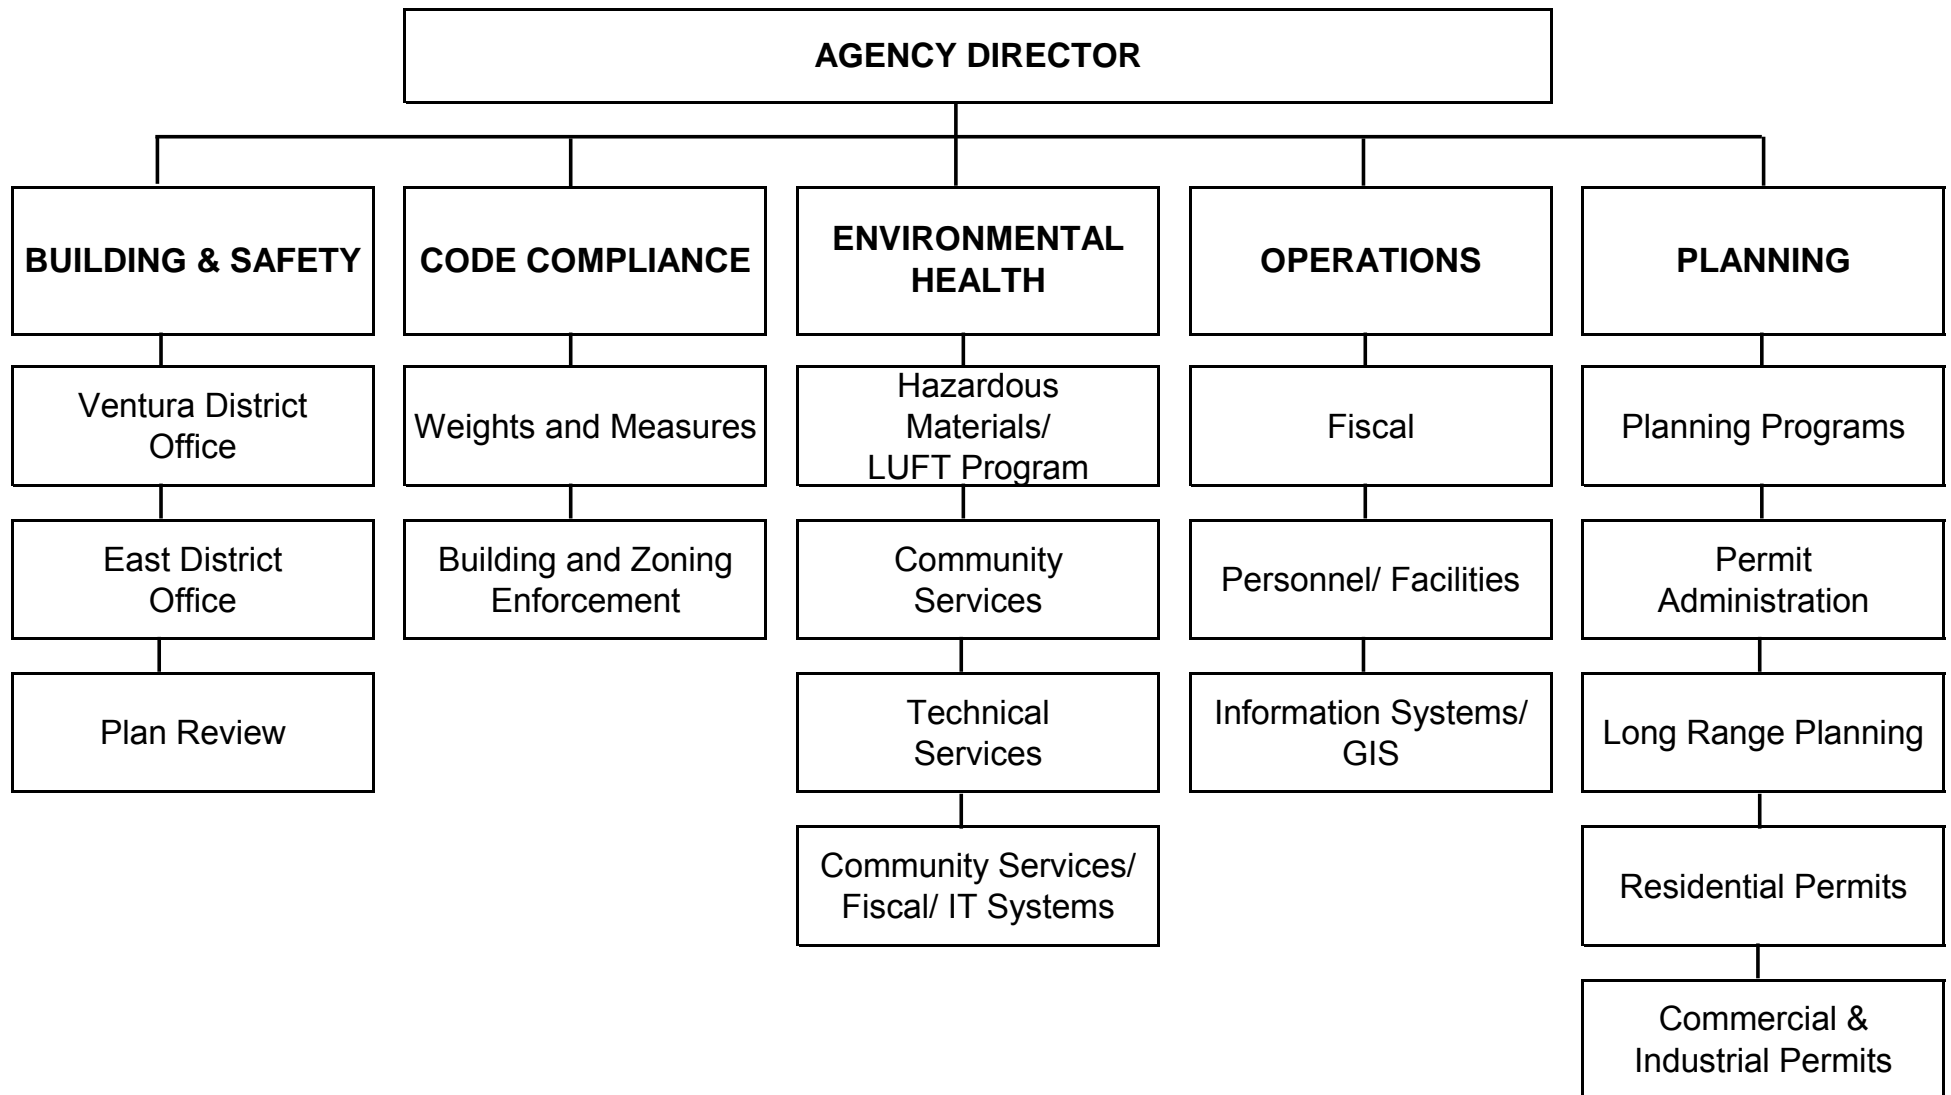 AGENCY DIRECTOR
BUILDING & SAFETY
CODE COMPLIANCE
ENVIRONMENTAL
HEALTH
OPERATIONS
PLANNING
Ventura District
Office
Weights and Measures
Hazardous
Materials/
LUFT Program
Fiscal
Planning Programs
East District
Office
Building and Zoning
Enforcement
Community
Services
Personnel/ Facilities
Permit
Administration
Plan Review
Technical
Services
Information Systems/
GIS
Long Range Planning
Community Services/
Fiscal/ IT Systems
Residential Permits
Commercial &
Industrial Permits